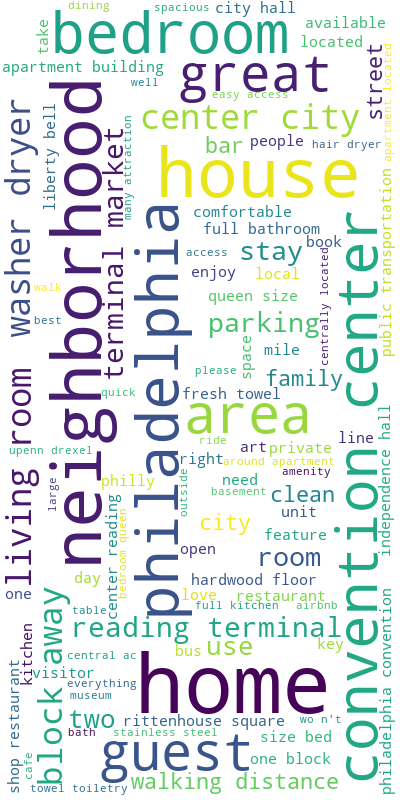 dining
spacious
city hall
take
bedroom
available
located
apartment building
great
street
apartment located
well
easy access
washer dryer
liberty bell
neighborhood
many attraction
market
center city
bar
people
hair dryer
house
comfortable
full bathroom
book
access
stay
enjoy
local
public transportation
centrally located
terminal
philadelphia
queen size
center
walk
best
parking
mile
space
please
family
quick
fresh towel
living room
area
ride
art
private
line
independence hall
upenn drexel
right
around apartment
amenity
large
philly
outside
need
basement
clean
unit
city
feature
convention
center reading
bedroom queen
day
open
room
one
hardwood floor
love
restaurant
table
full kitchen
airbnb
block away
reading terminal
kitchen
central ac
bus
use
key
visitor
everything
museum
home
philadelphia convention
shop restaurant
two
rittenhouse square
wo n't
bath
stainless steel
size bed
cafe
guest
one block
towel toiletry
walking distance